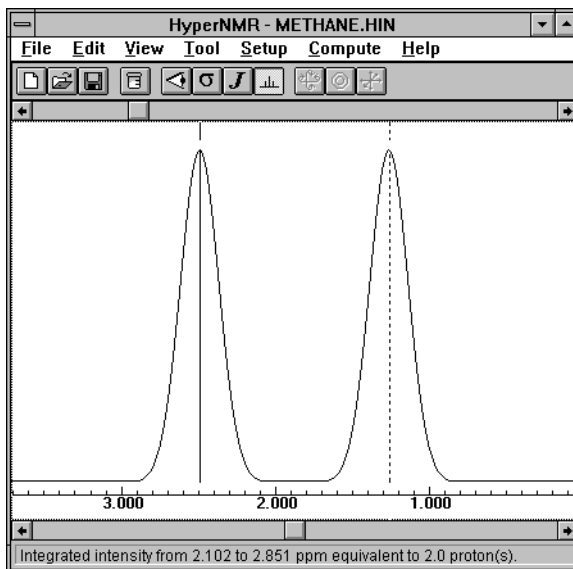 HyperNMR - METHANE.HIN
File Edit View Tool Setup Compute Help
σ J
3.000 2.000 1.000
Integrated intensity from 2.102 to 2.851 ppm equivalent to 2.0 proton(s).